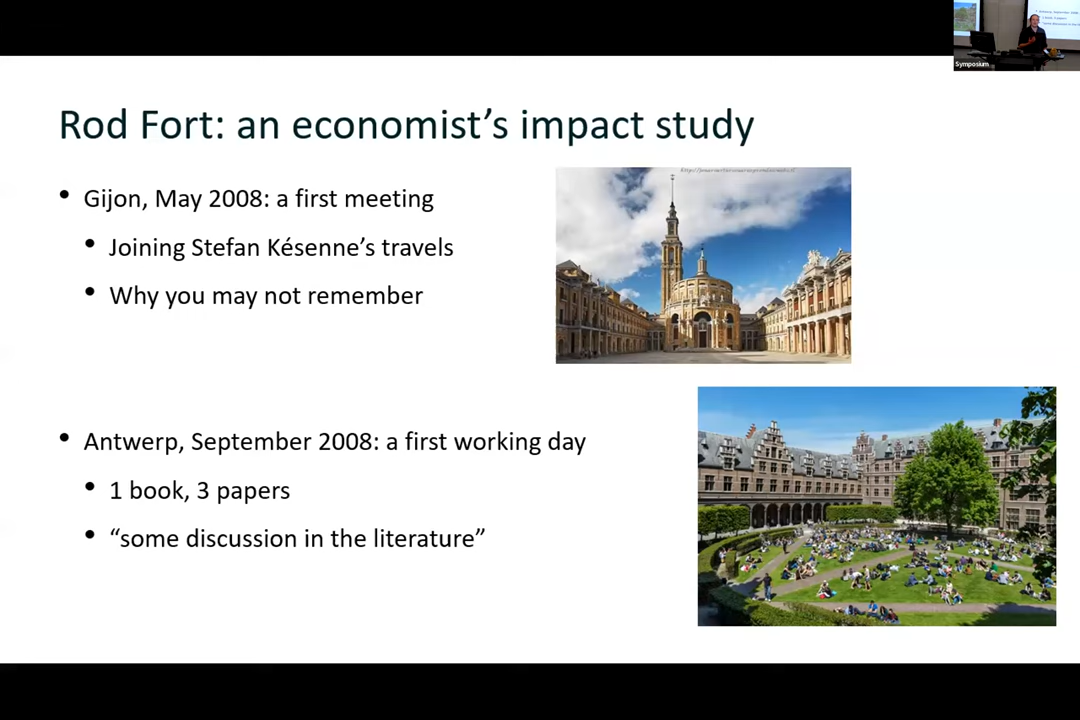 Symposium
Rod Fort: an economist’s impact study
• Gijon, May 2008: a first meeting
• Joining Stefan Késenne’s travels
• Why you may not remember
• Antwerp, September 2008: a first working day
• 1 book, 3 papers
• “some discussion in the literature”